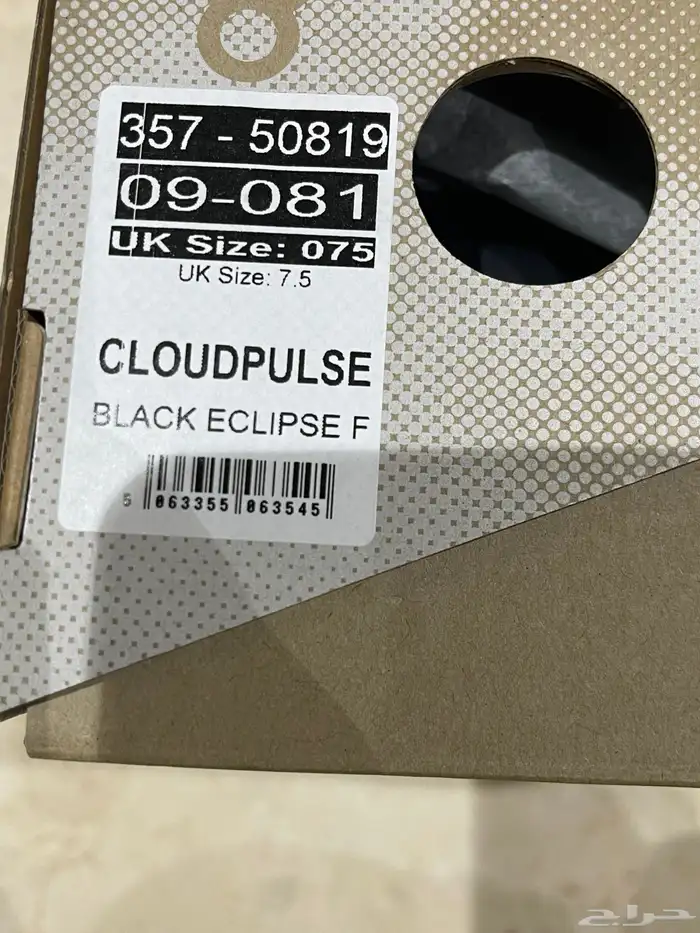 357 - 50819
09-081
UK Size: 075
UK Size: 7.5
CLOUDPULSE
BLACK ECLIPSE F
5 063355 063545
حراج